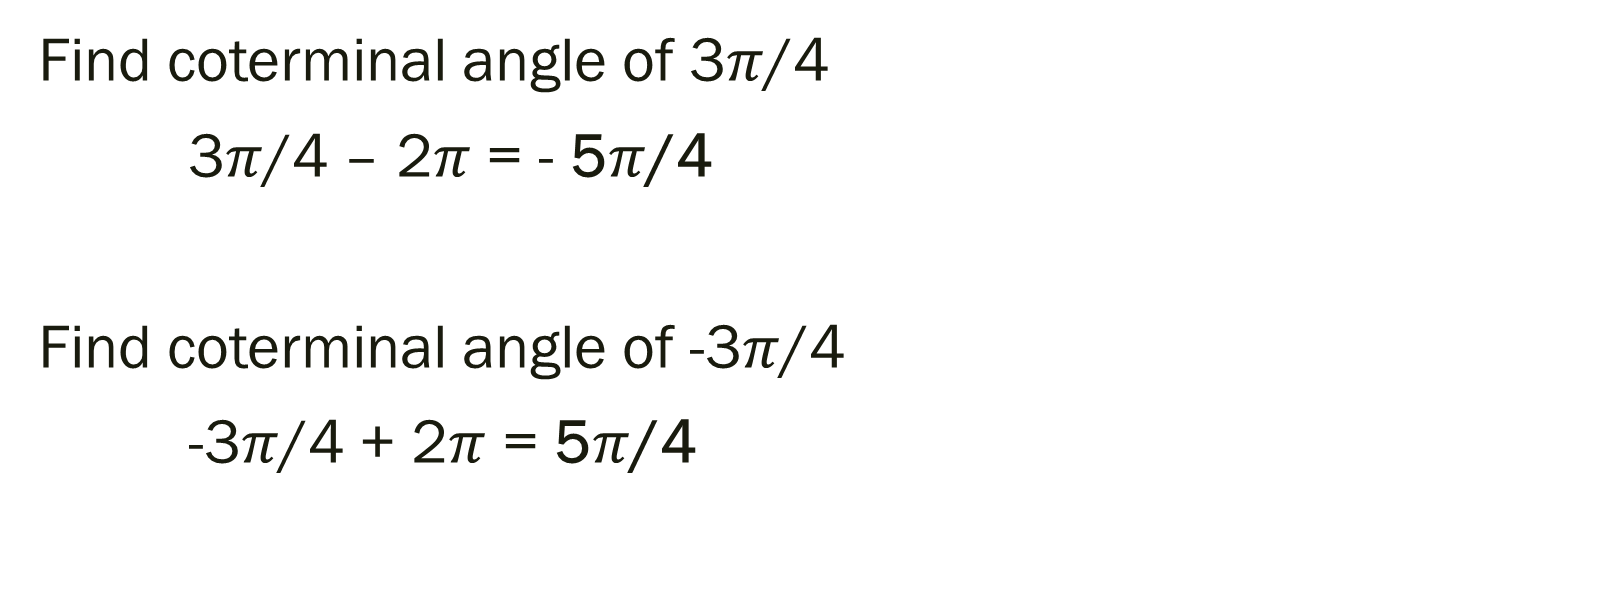 Find coterminal angle of 3π/4
3π/4 – 2π = - 5π/4
Find coterminal angle of -3π/4
-3π/4 + 2π = 5π/4